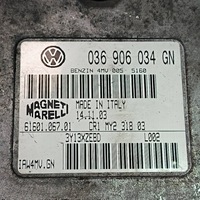 036 906 034 GN
BENZIN 4MV 005 5160
MAGNETI MARELLI
MADE IN ITALY
14.11.03
61601.067.01 CR1 MY2 318 03
3Y13XZEBD L002
IAW4MV.GN